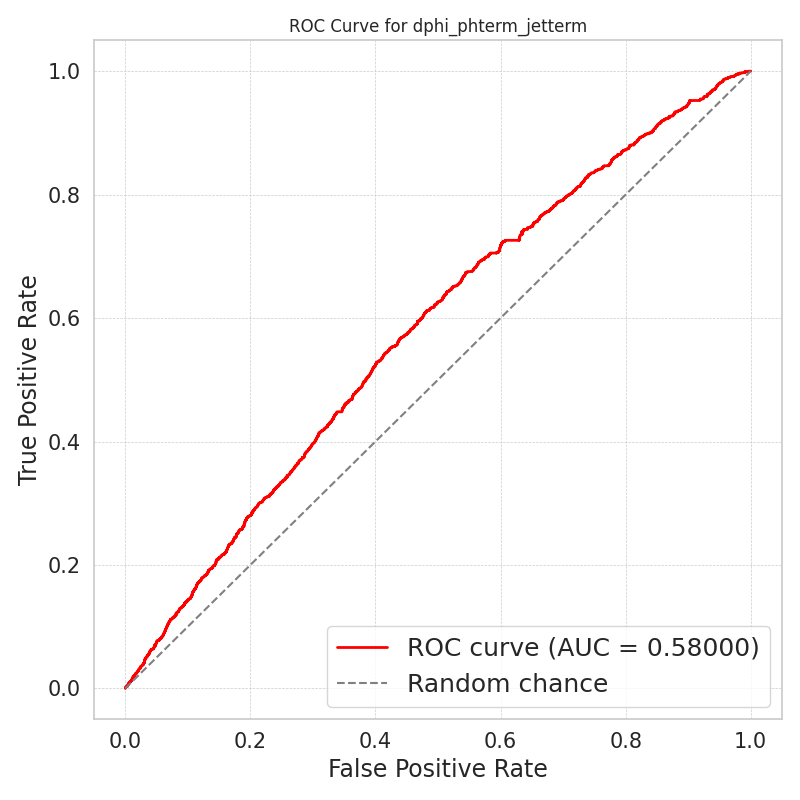 ROC Curve for dphi_phterm_jetterm
True Positive Rate
1.0
0.8
0.6
0.4
0.2
0.0
ROC curve (AUC = 0.58000)
Random chance
0.0 0.2 0.4 0.6 0.8 1.0
False Positive Rate